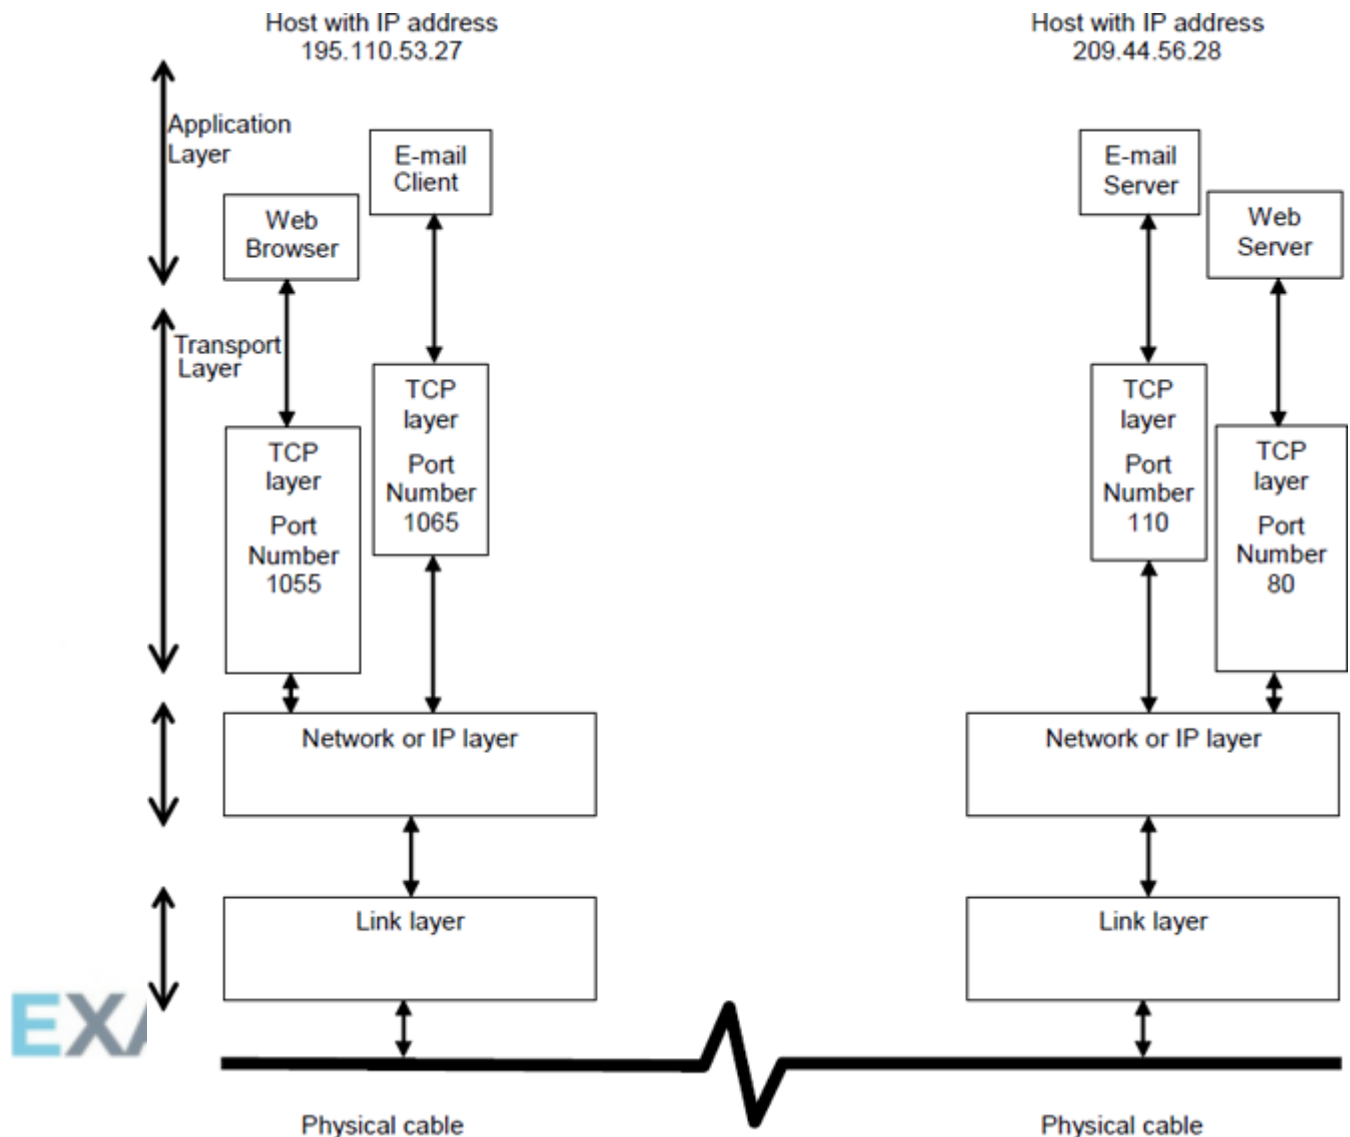 Host with IP address
195.110.53.27
Host with IP address
209.44.56.28
Application
Layer
E-mail
Client
Web
Browser
E-mail
Server
Web
Server
Transport
Layer
TCP
layer
Port
Number
1055
TCP
layer
Port
Number
1065
TCP
layer
Port
Number
110
TCP
layer
Port
Number
80
Network or IP layer
Network or IP layer
Link layer
Link layer
Physical cable
Physical cable